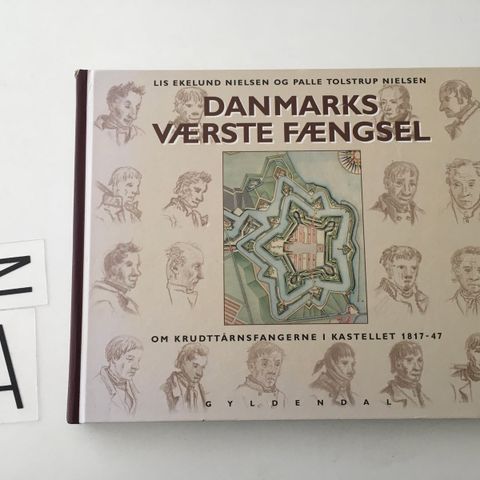 LIS EKELUND NIELSEN OG PALLE TOLSTRUP NIELSEN
DANMARKS
VÆRSTE FÆNGSEL
OM KRUDTTÅRNSFANGERNE I KASTELLET 1817-47
GYLDENDAL
N
A